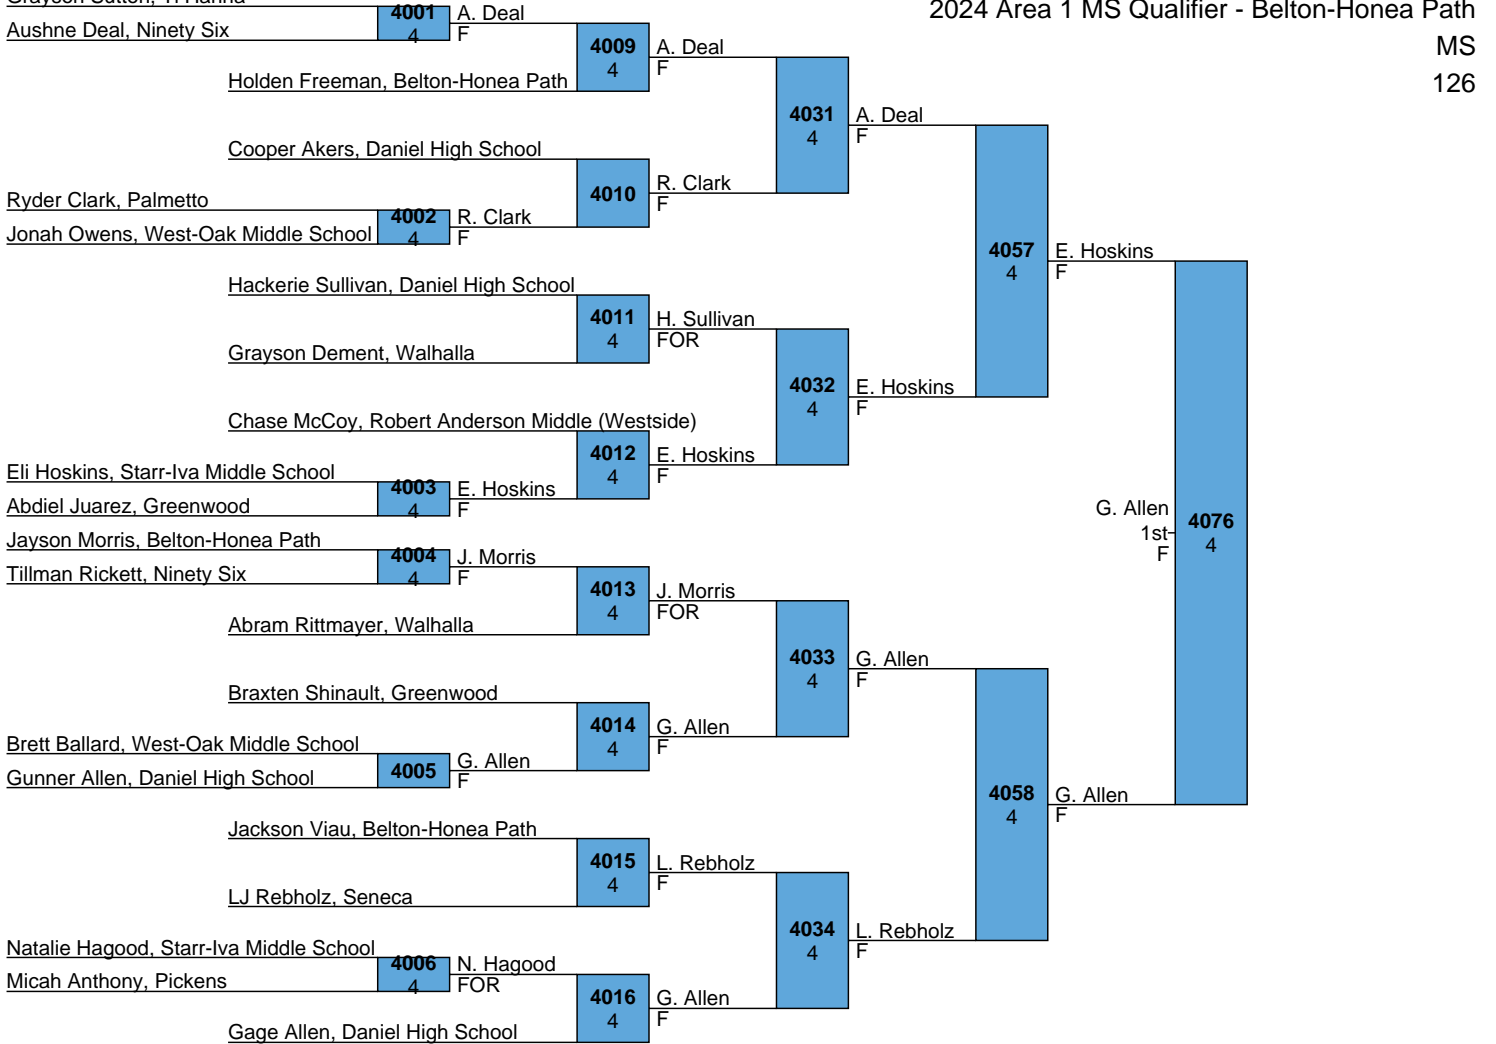 Aushne Deal, Ninety Six
4001
4
A. Deal
F
2024 Area 1 MS Qualifier - Belton-Honea Path
MS
126
4009
4
A. Deal
F
Holden Freeman, Belton-Honea Path
4031
4
A. Deal
F
Cooper Akers, Daniel High School
4010
R. Clark
F
Ryder Clark, Palmetto
Jonah Owens, West-Oak Middle School
4002
4
R. Clark
F
4057
4
E. Hoskins
F
Hackerie Sullivan, Daniel High School
4011
4
H. Sullivan
FOR
Grayson Dement, Walhalla
4032
4
E. Hoskins
F
Chase McCoy, Robert Anderson Middle (Westside)
4012
4
E. Hoskins
F
Eli Hoskins, Starr-Iva Middle School
Abdiel Juarez, Greenwood
4003
4
E. Hoskins
F
G. Allen
1st
F
4076
4
Jayson Morris, Belton-Honea Path
Tillman Rickett, Ninety Six
4004
4
J. Morris
F
4013
4
J. Morris
FOR
Abram Rittmayer, Walhalla
4033
4
G. Allen
F
Braxten Shinault, Greenwood
4014
4
G. Allen
F
Brett Ballard, West-Oak Middle School
Gunner Allen, Daniel High School
4005
G. Allen
F
4058
4
G. Allen
F
Jackson Viau, Belton-Honea Path
4015
4
L. Rebholz
F
LJ Rebholz, Seneca
4034
4
L. Rebholz
F
Natalie Hagood, Starr-Iva Middle School
Micah Anthony, Pickens
4006
4
N. Hagood
FOR
4016
4
G. Allen
F
Gage Allen, Daniel High School